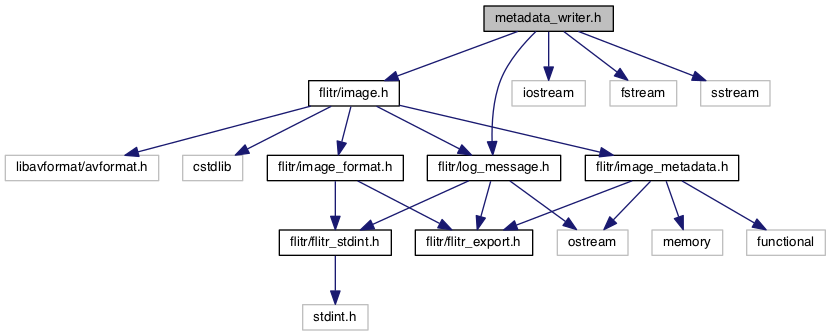 metadata_writer.h
flitr/image.h
iostream
fstream
sstream
libavformat/avformat.h
cstdlib
flitr/image_format.h
flitr/log_message.h
flitr/image_metadata.h
flitr/flitr_stdint.h
flitr/flitr_export.h
ostream
memory
functional
stdint.h